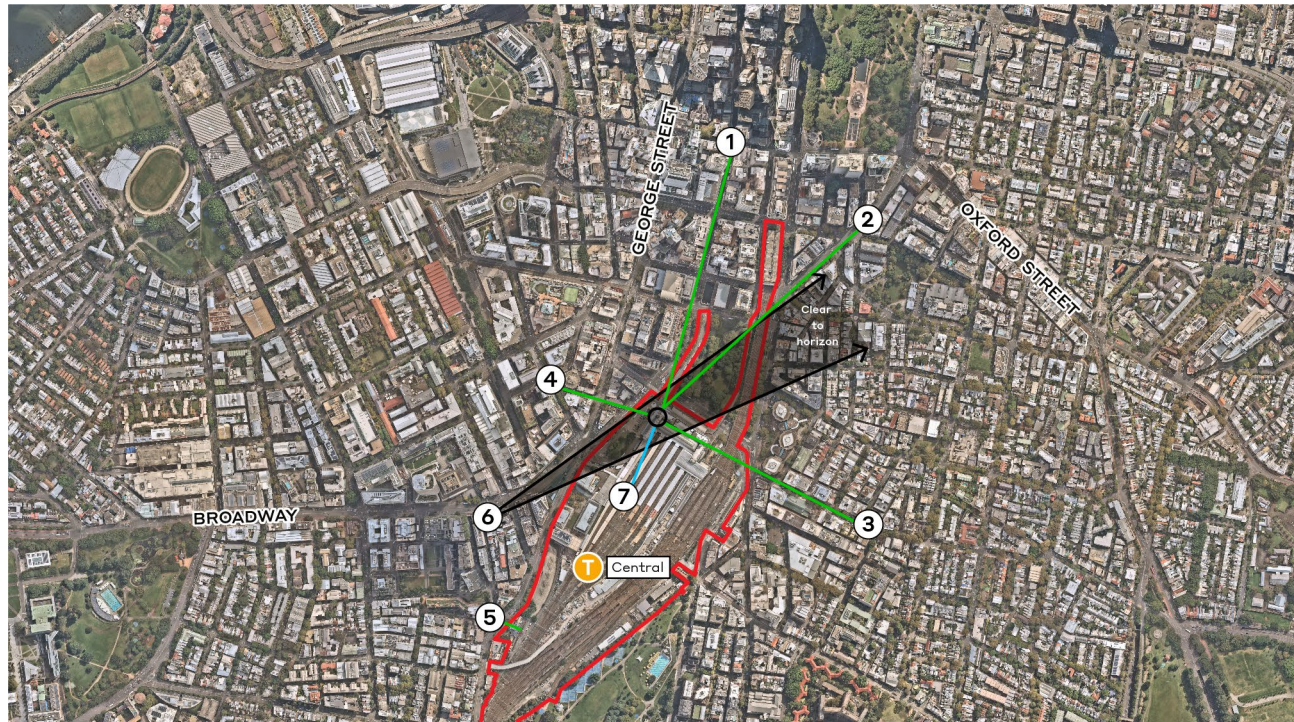 1
GEORGE STREET
2
OXFORD STREET
Clear
to
horizon
4
7
6
3
BROADWAY
T
Central
5